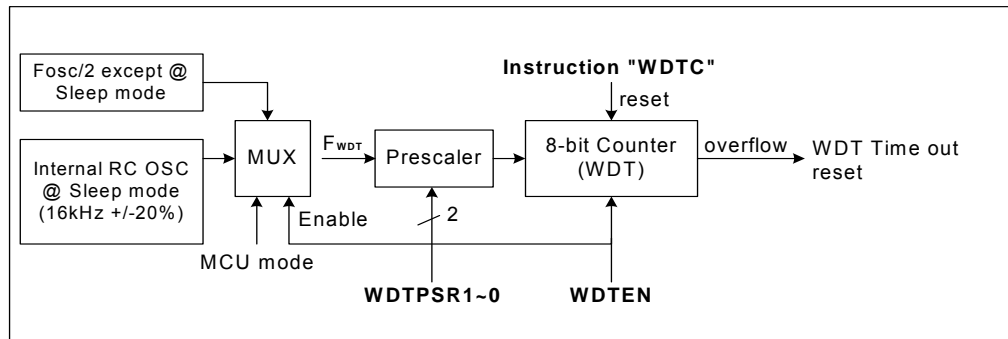 Fosc/2 except @
Sleep mode
Internal RC OSC
@ Sleep mode
(16kHz +/-20%)
MUX
MCU mode
Enable
FWDT
Prescaler
2
WDTPSR1~0
Instruction "WDTC"
reset
8-bit Counter
(WDT)
WDTEN
overflow
WDT Time out
reset